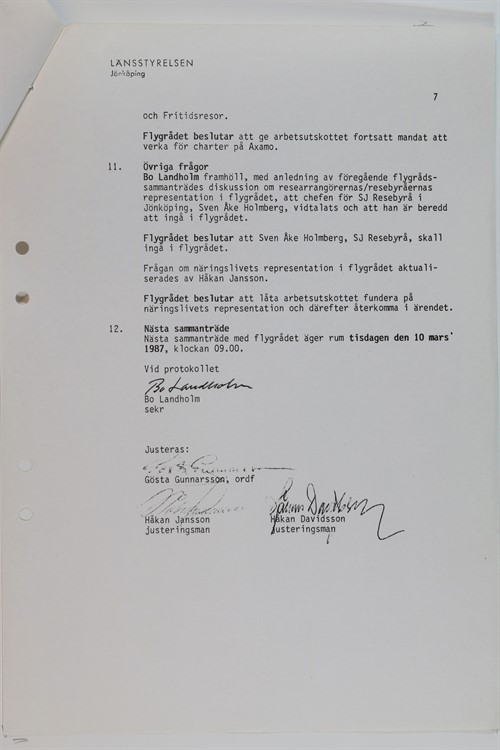 LÄNSSTYRELSEN
Jönköping
7
och Fritidsresor.
Flygrådet beslutar att ge arbetsutskottet fortsatt mandat att
verka för charter på Axamo.
11. Övriga frågor
Bo Landholm framhöll, med anledning av föregående flygråds-
sammanträdes diskussion om researrangörernas/resebyråernas
representation i flygrådet, att chefen för SJ Resebyrå i
Jönköping, Sven Åke Holmberg, vidtalats och att han är beredd
att ingå i flygrådet.
Flygrådet beslutar att Sven Åke Holmberg, SJ Resebyrå, skall
ingå i flygrådet.
Frågan om näringslivets representation i flygrådet aktuali-
serades av Håkan Jansson.
Flygrådet beslutar att låta arbetsutskottet fundera på
näringslivets representation och därefter återkomma i ärendet.
12. Nästa sammanträde
Nästa sammanträde med flygrådet äger rum tisdagen den 10 mars
1987, klockan 09.00.
Vid protokollet
Bo Landholm
Bo Landholm
sekr
Justeras:
Gösta Gunnarsson, ordf
Håkan Davidsson
Håkan Jansson Håkan Davidsson
justeringsman justeringsman